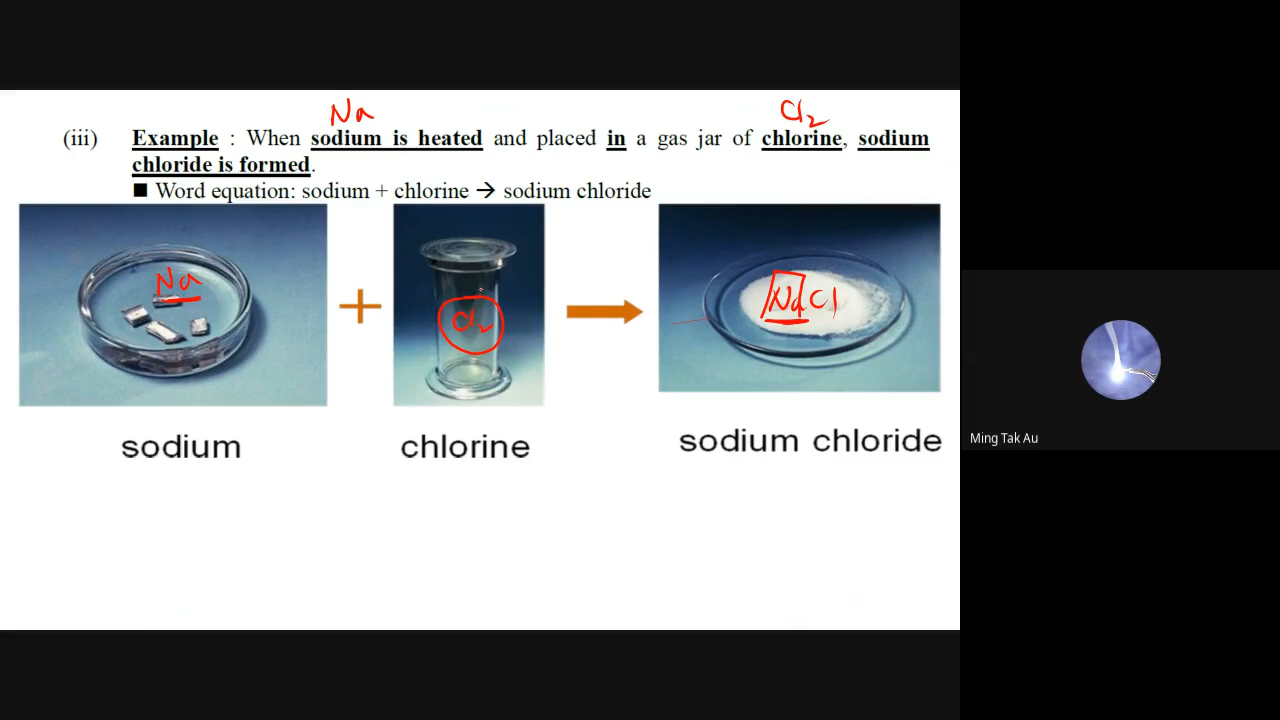 Na
Cl2
(iii) Example : When sodium is heated and placed in a gas jar of chlorine, sodium
chloride is formed.
■ Word equation: sodium + chlorine → sodium chloride
Na
+
Cl2
NaCl
sodium
chlorine
sodium chloride
Ming Tak Au